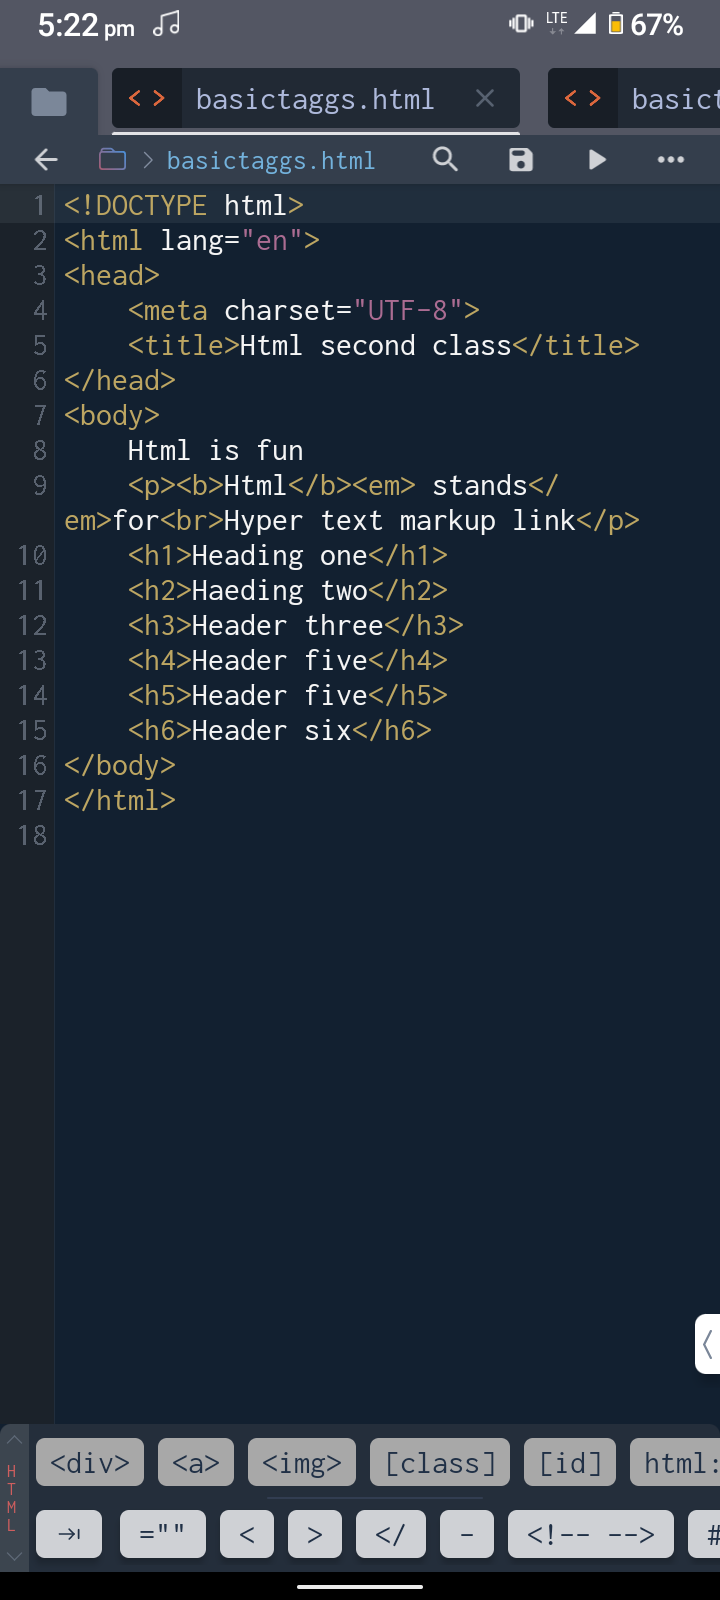 5:22 pm LTE 67%
< > basictaggs.html × < > basict
> basictaggs.html
1 <!DOCTYPE html>
2 <html lang="en">
3 <head>
4     <meta charset="UTF-8">
5     <title>Html second class</title>
6 </head>
7 <body>
8     Html is fun
9     <p><b>Html</b><em> stands</
em>for<br>Hyper text markup link</p>
10     <h1>Heading one</h1>
11     <h2>Haeding two</h2>
12     <h3>Header three</h3>
13     <h4>Header five</h4>
14     <h5>Header five</h5>
15     <h6>Header six</h6>
16 </body>
17 </html>
18
HTML
<div> <a> <img> [class] [id] html:
="" < > </ - <!-- --> #